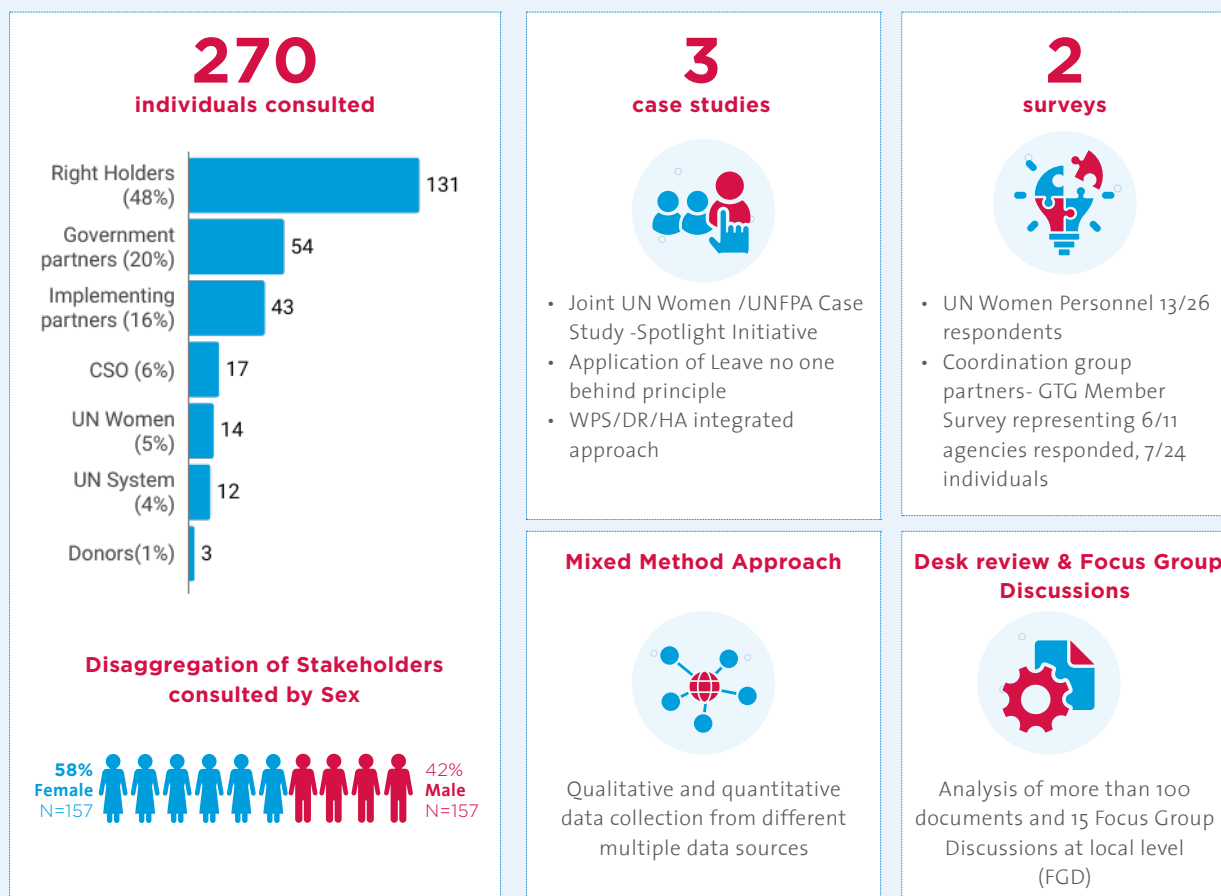 270
individuals consulted
Right Holders
(48%)
131
Government
partners (20%)
54
Implementing
partners (16%)
43
CSO (6%)
17
UN Women
(5%)
14
UN System
(4%)
12
Donors(1%)
3
Disaggregation of Stakeholders
consulted by Sex
58%
Female
N=157
42%
Male
N=157
3
case studies
• Joint UN Women /UNFPA Case
Study -Spotlight Initiative
• Application of Leave no one
behind principle
• WPS/DR/HA integrated
approach
2
surveys
• UN Women Personnel 13/26
respondents
• Coordination group
partners- GTG Member
Survey representing 6/11
agencies responded, 7/24
individuals
Mixed Method Approach
Qualitative and quantitative
data collection from different
multiple data sources
Desk review & Focus Group
Discussions
Analysis of more than 100
documents and 15 Focus Group
Discussions at local level
(FGD)